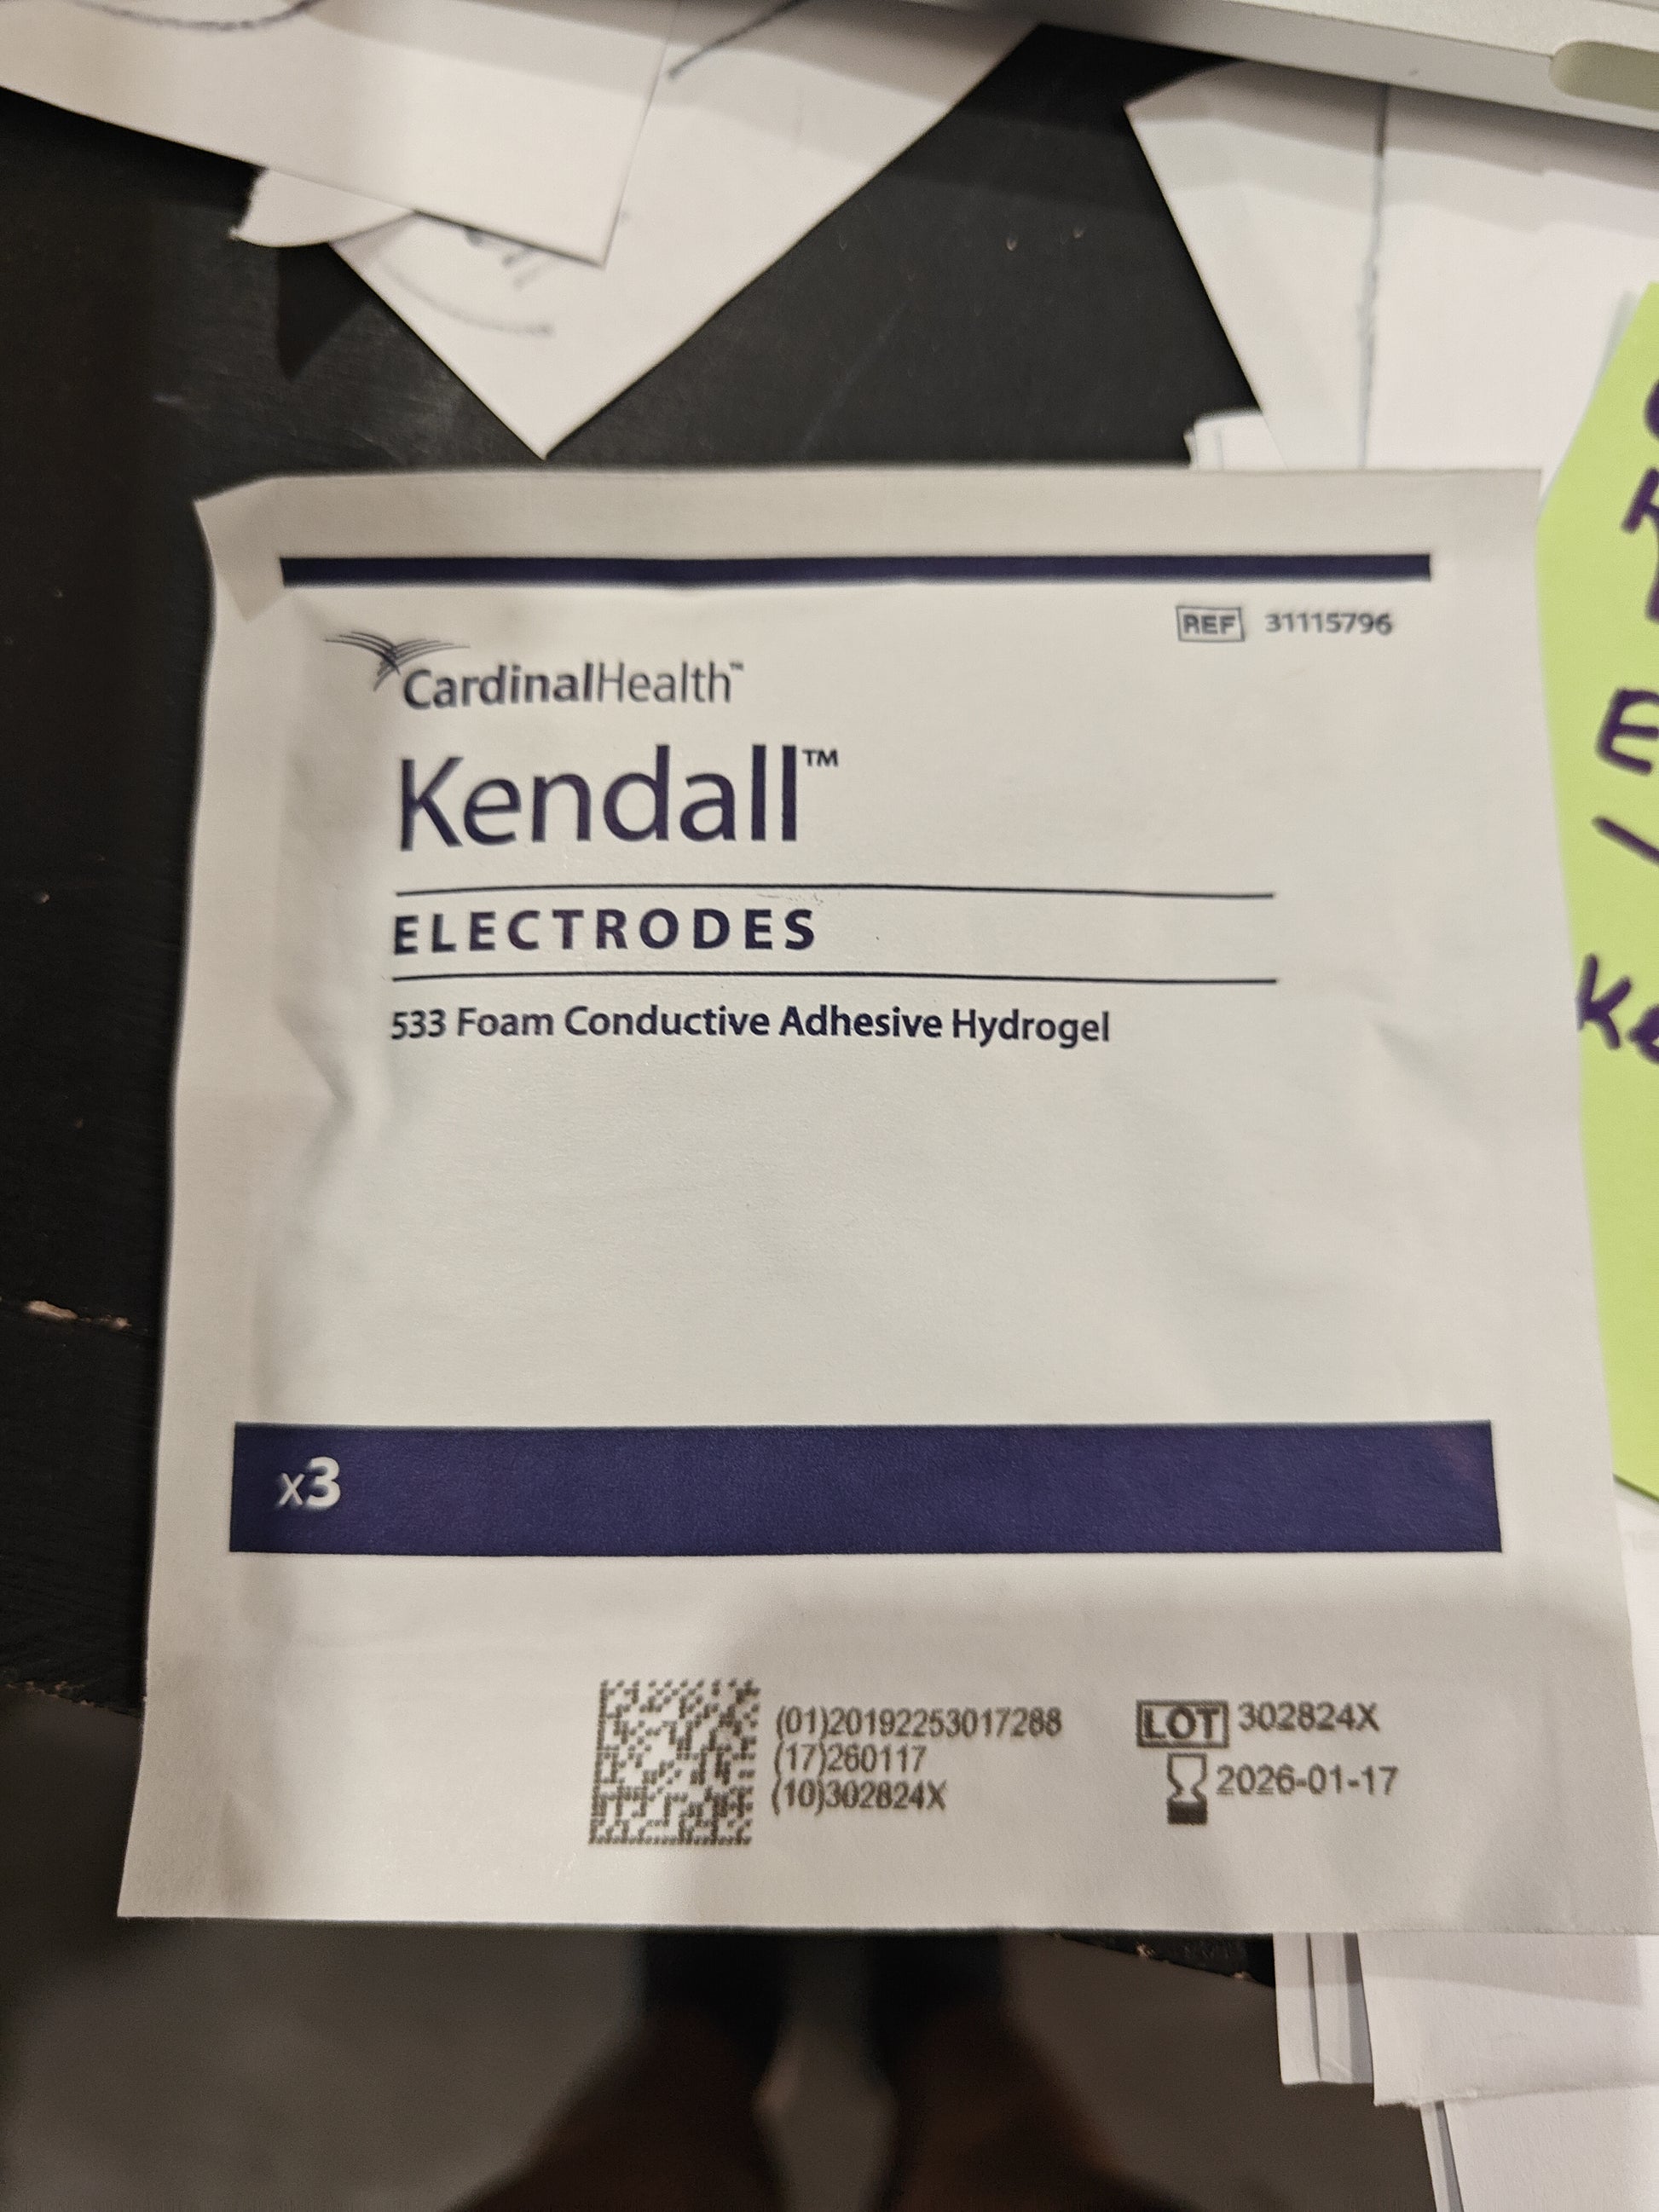 REF 31115796
CardinalHealth™
Kendall™
ELECTRODES
533 Foam Conductive Adhesive Hydrogel
x3
(01)20192253017288
(17)260117
(10)302824X
LOT 302824X
2026-01-17
E
Ke